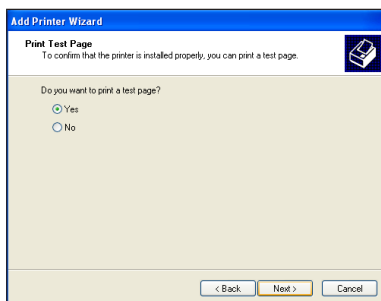 Add Printer Wizard
Print Test Page
To confirm that the printer is installed properly, you can print a test page.
Do you want to print a test page?
Yes
No
< Back
Next >
Cancel